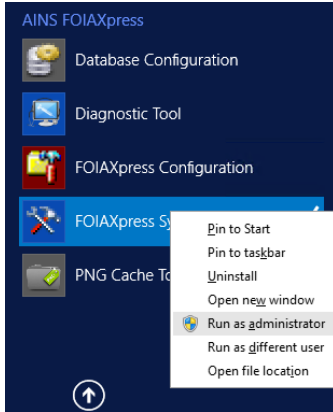 AINS FOIAXpress
Database Configuration
Diagnostic Tool
FOIAXpress Configuration
FOIAXpress Sy
PNG Cache To
Pin to Start
Pin to taskbar
Uninstall
Open new window
Run as administrator
Run as different user
Open file location